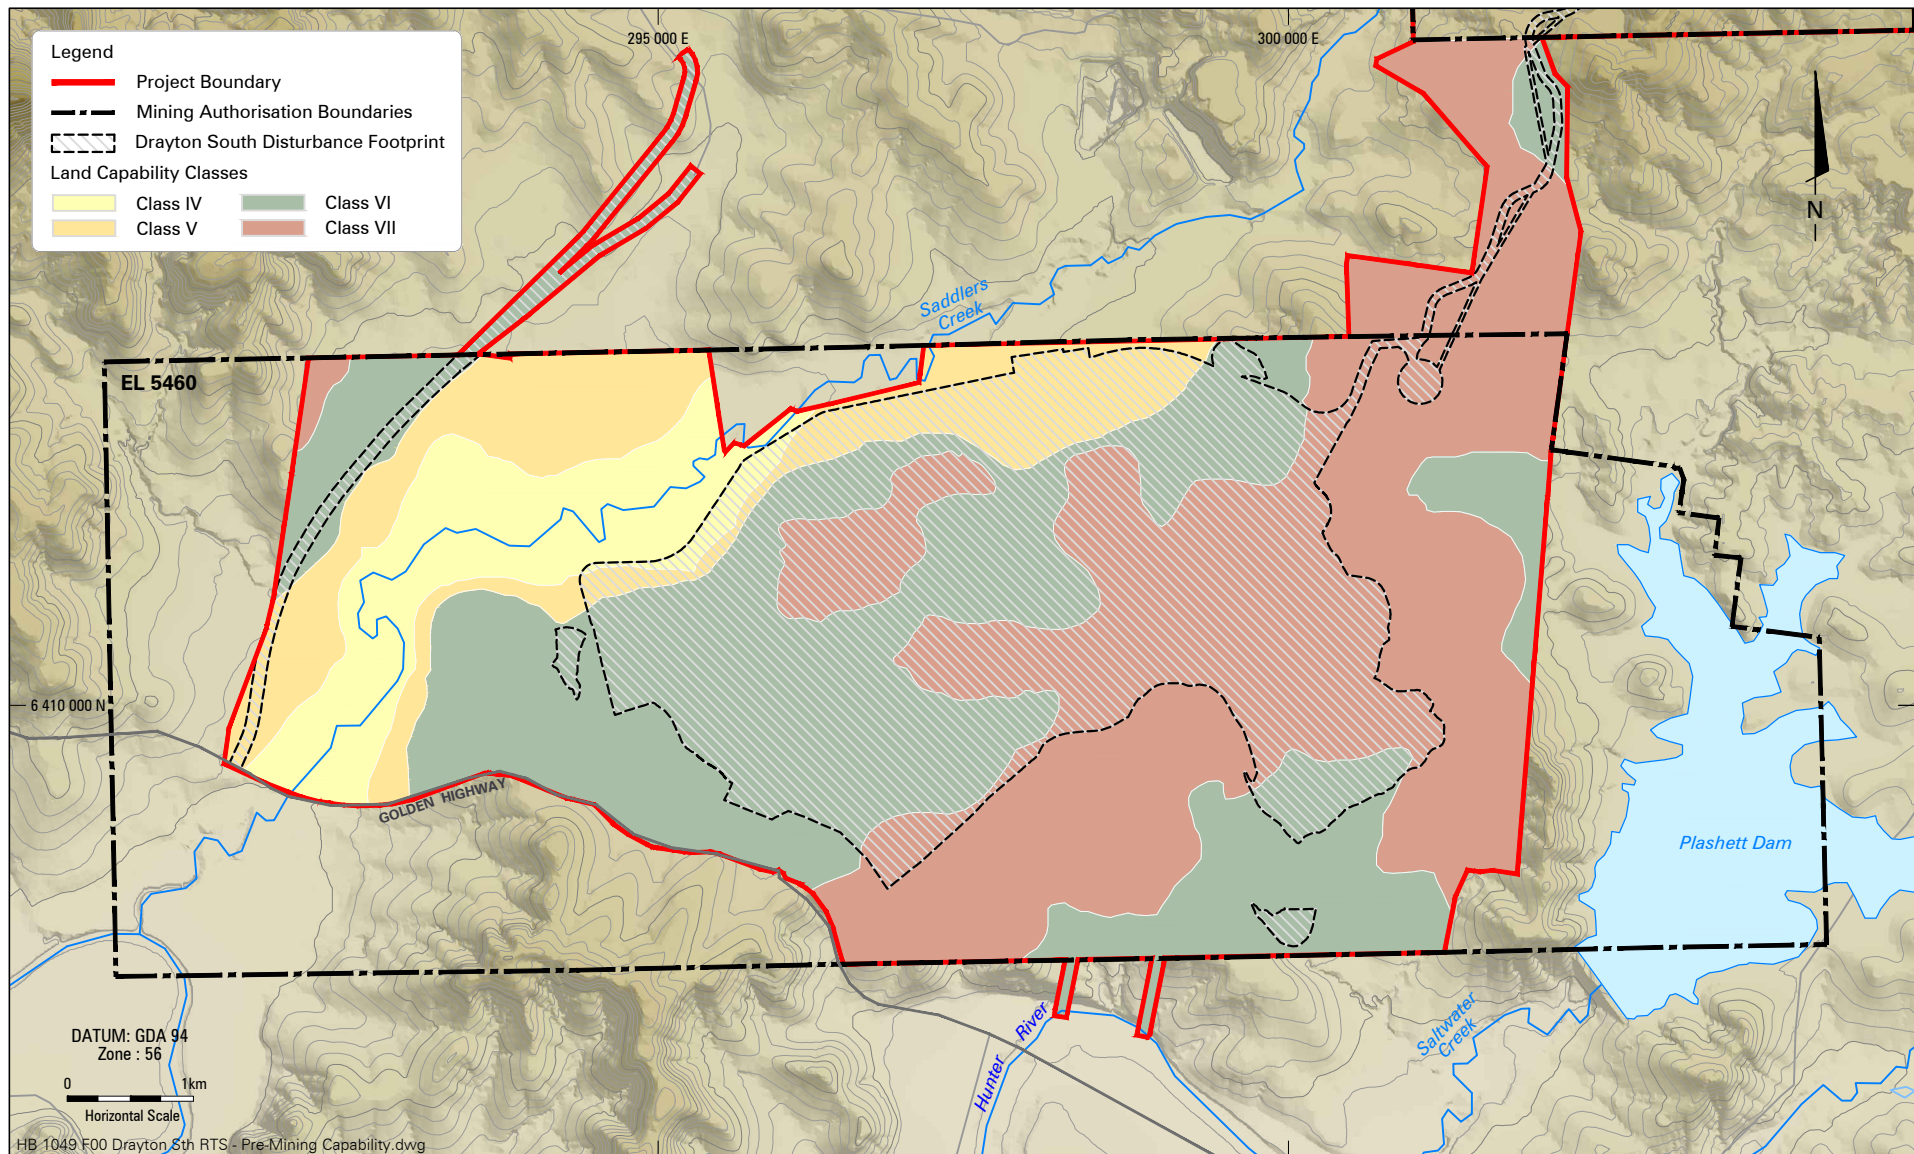 295 000 E
300 000 E
Legend
Project Boundary
Mining Authorisation Boundaries
Drayton South Disturbance Footprint
Land Capability Classes
Class IV
Class VI
Class V
Class VII
N
Saddlers
Creek
EL 5460
6 410 000 N
GOLDEN HIGHWAY
Plashett Dam
Saltwater
Creek
Hunter River
DATUM: GDA 94
Zone : 56
0 1km
Horizontal Scale
HB 1049 F00 Drayton Sth RTS - Pre-Mining Capability.dwg